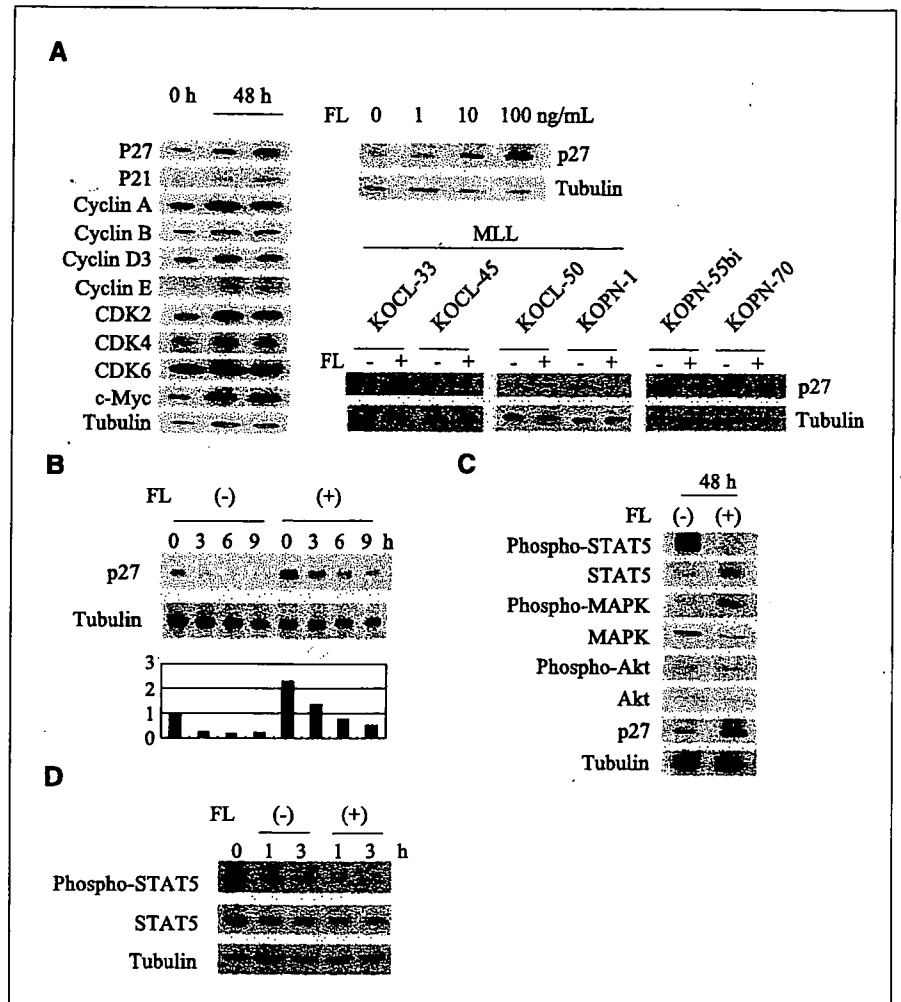 A
0 h 48 h
P27
P21
Cyclin A
Cyclin B
Cyclin D3
Cyclin E
CDK2
CDK4
CDK6
c-Myc
Tubulin
FL 0 1 10 100 ng/mL
p27
Tubulin
MLL
KOCL-33 KOCL-45 KOCL-50 KOPN-1 KOPN-55bi KOPN-70
FL - + - + - + - + - + - +
p27
Tubulin
B
FL (-) (+)
0 3 6 9 0 3 6 9 h
p27
Tubulin
3
2
1
0
C
48 h
FL (-) (+)
Phospho-STAT5
STAT5
Phospho-MAPK
MAPK
Phospho-Akt
Akt
p27
Tubulin
D
FL (-) (+)
0 1 3 1 3 h
Phospho-STAT5
STAT5
Tubulin